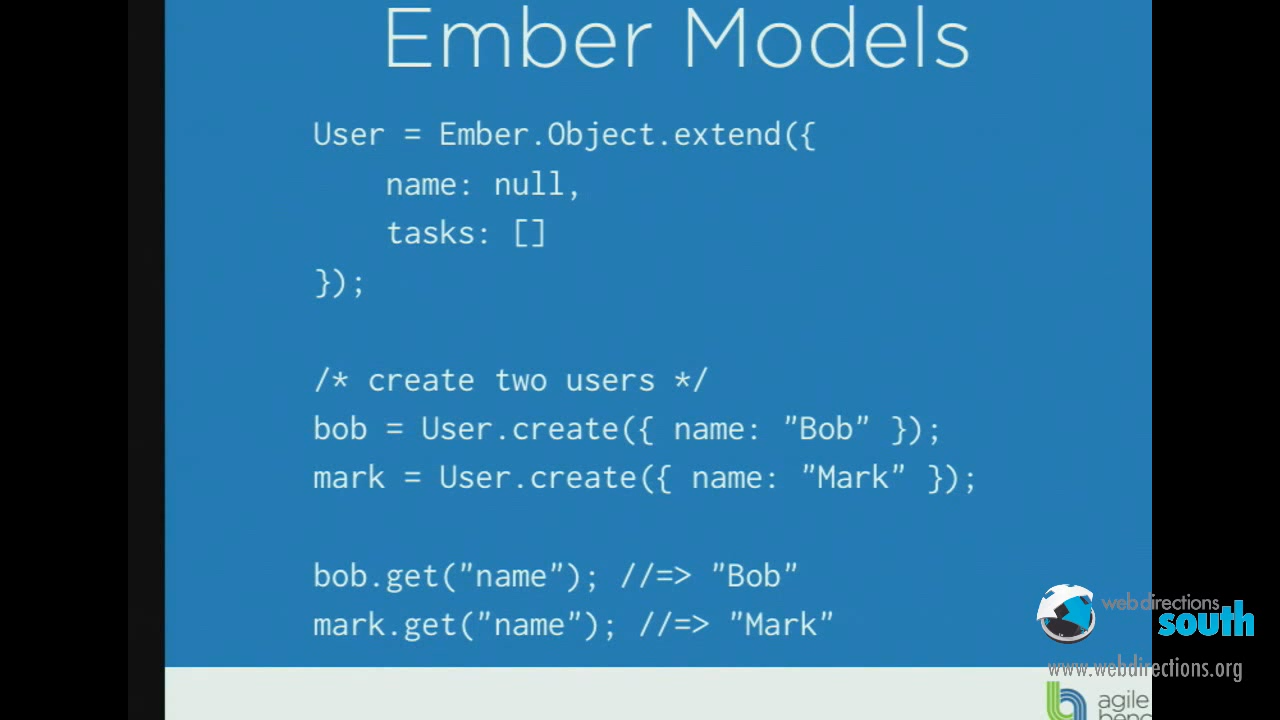 Ember Models
User = Ember.Object.extend({
    name: null,
    tasks: []
});
/* create two users */
bob = User.create({ name: "Bob" });
mark = User.create({ name: "Mark" });
bob.get("name"); //=> "Bob"
mark.get("name"); //=> "Mark"
web directions
south
www.webdirections.org
agile